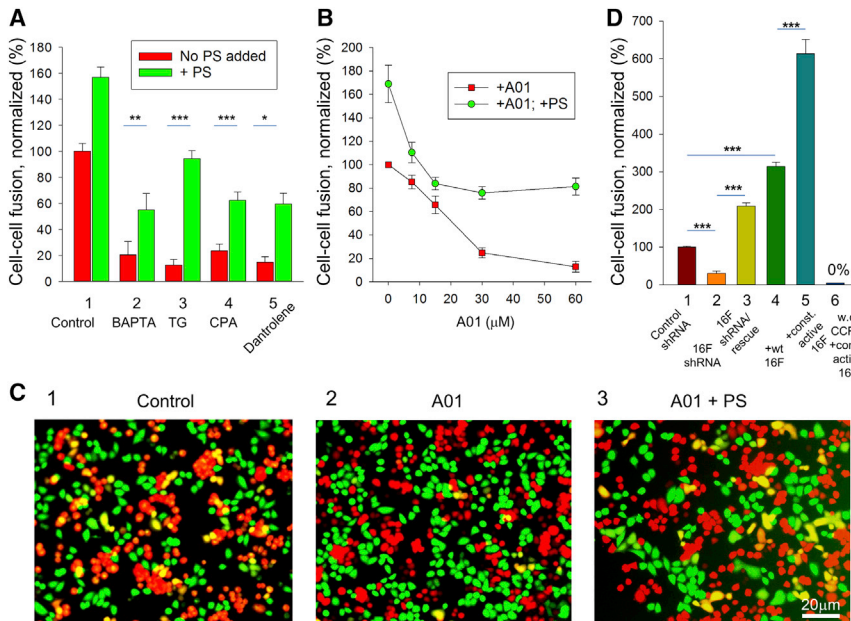 A
Cell-cell fusion, normalized (%)
180
160
140
120
100
80
60
40
20
0
No PS added
+ PS
**
***
***
*
1
2
3
4
5
Control
BAPTA
TG
CPA
Dantrolene
B
Cell-cell fusion, normalized (%)
200
180
160
140
120
100
80
60
40
20
0
+A01
+A01; +PS
0
10
20
30
40
50
60
A01 (μM)
D
Cell-cell fusion, normalized (%)
700
600
500
400
300
200
100
0
***
***
***
***
0%
1
2
3
4
5
6
Control
shRNA
16F
shRNA
16F
shRNA/
rescue
+wt
16F
+const.
active
16F
CCR
+con
acti
16
C
1
Control
2
A01
3
A01 + PS
20μm